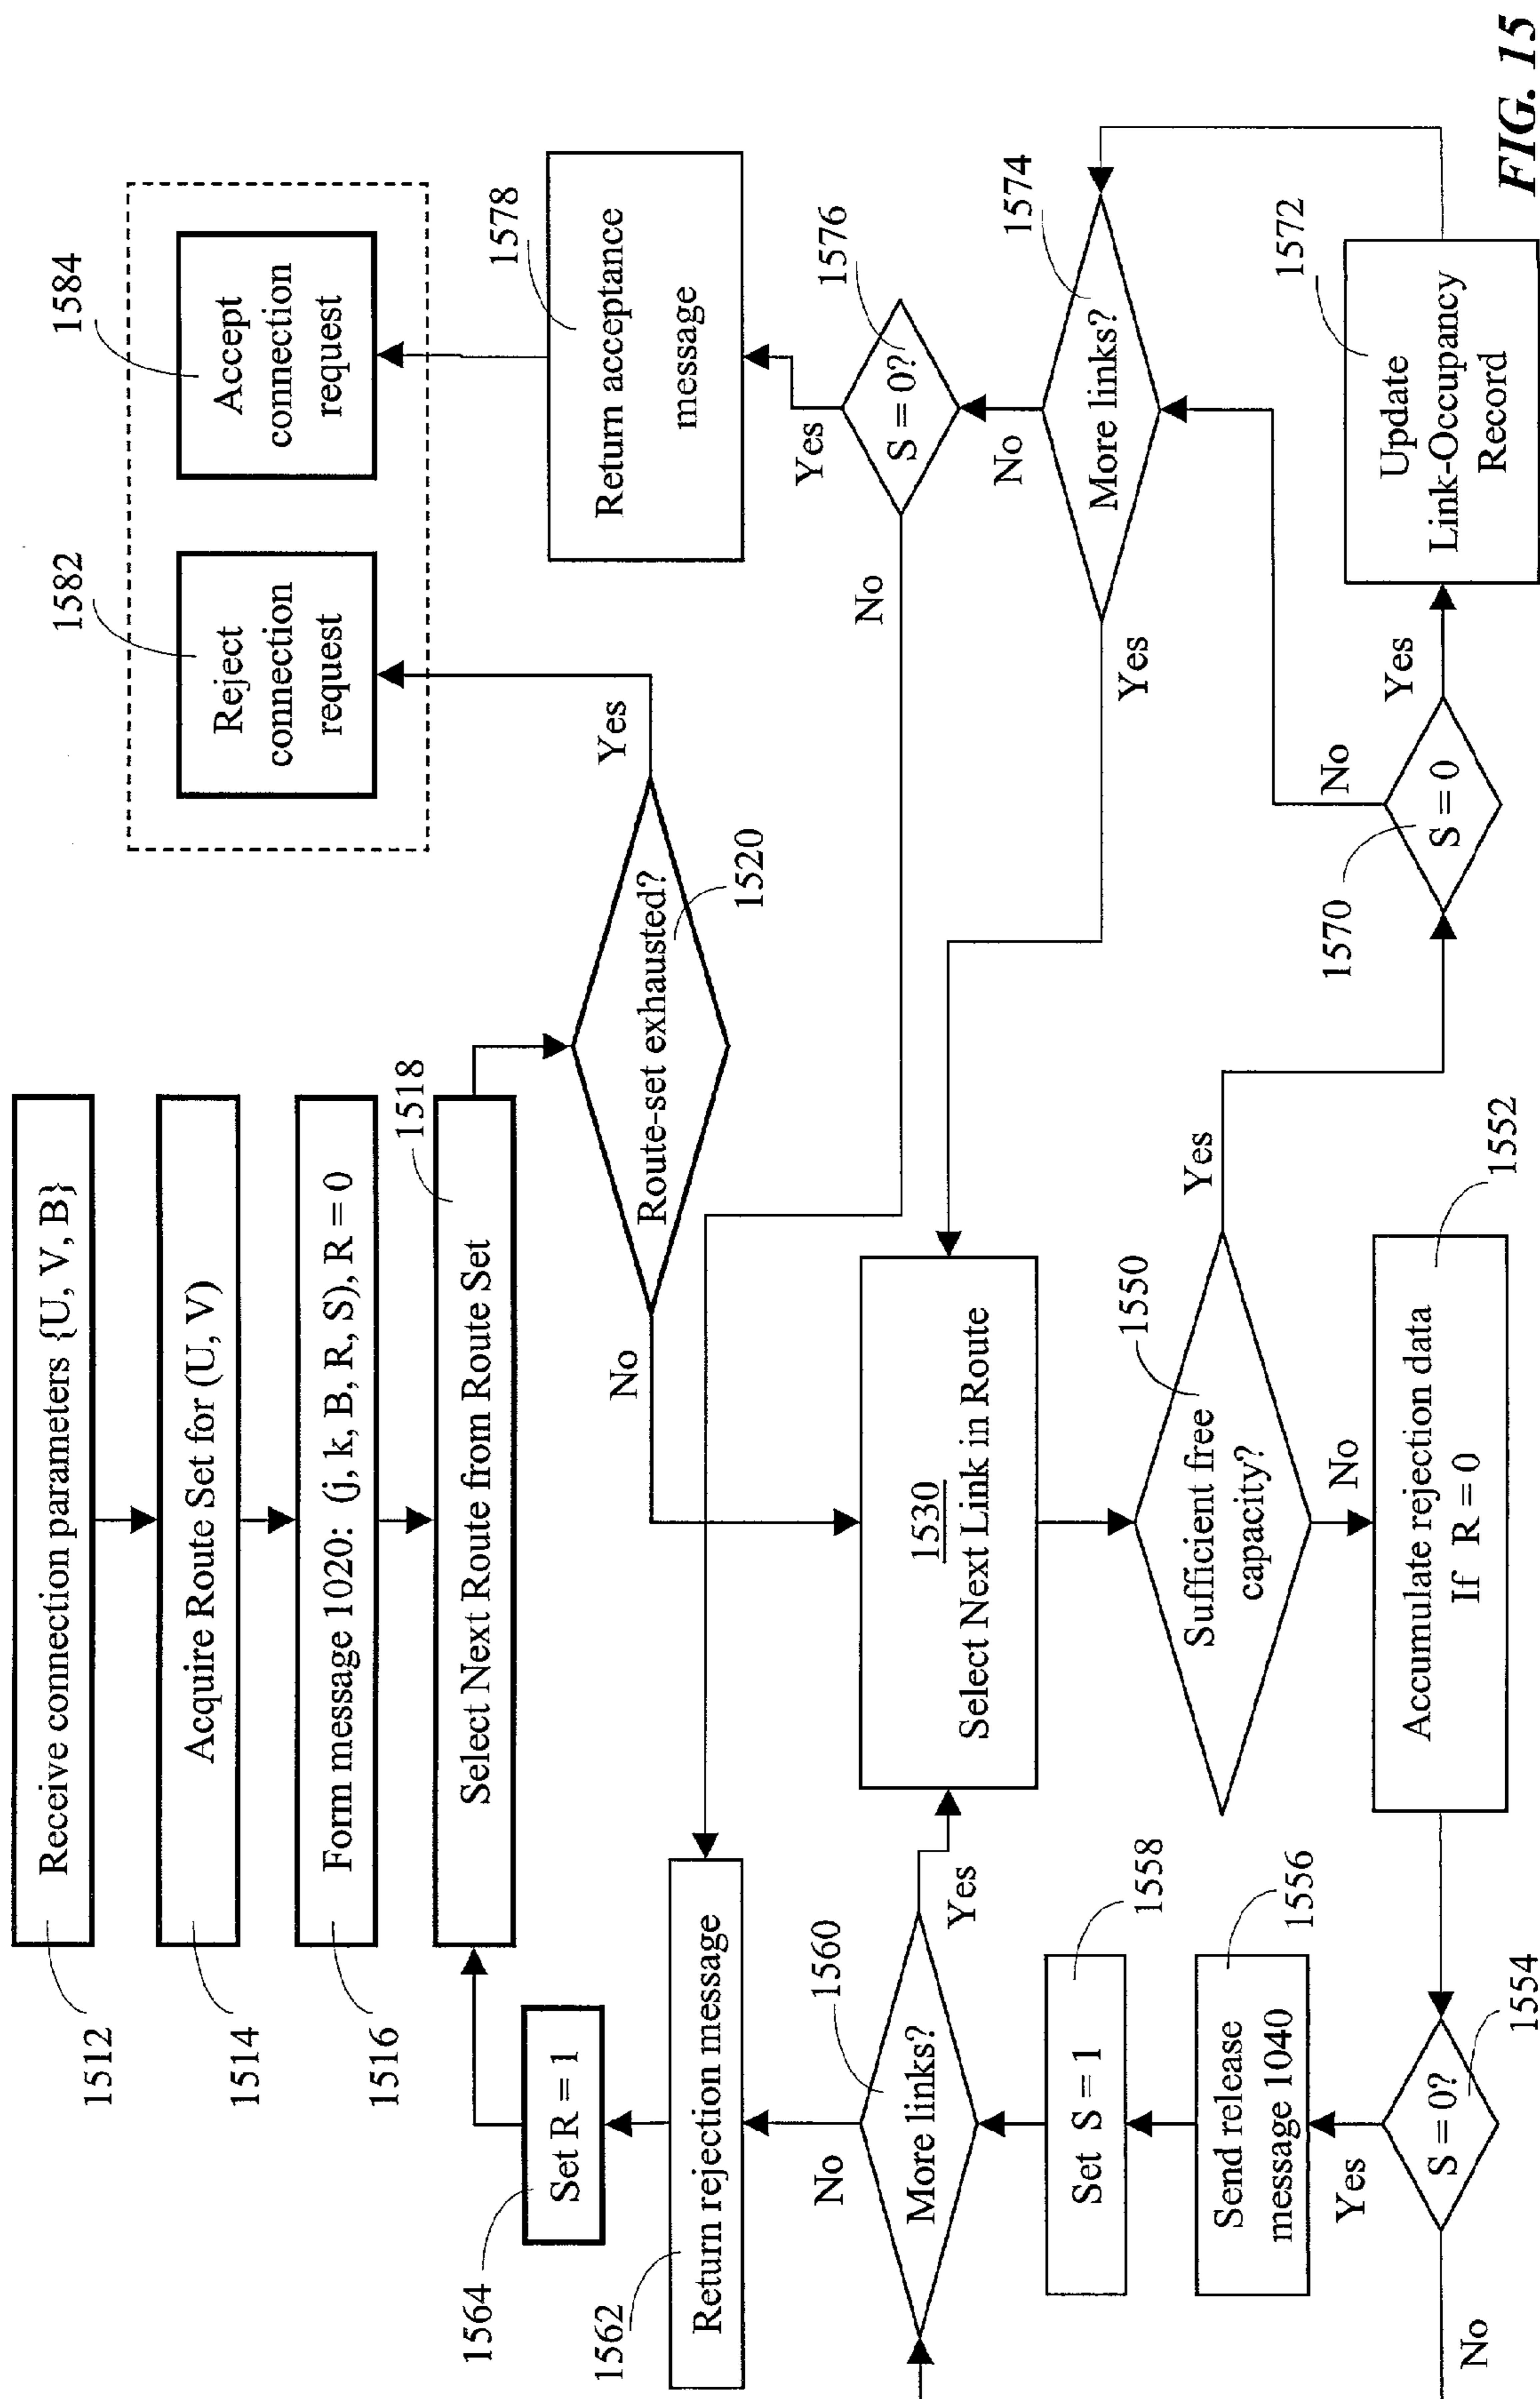 1512
Receive connection parameters {U, V, B}
1514
Acquire Route Set for (U, V)
1516
Form message 1020: (j, k, B, R, S), R = 0
1518
Select Next Route from Route Set
1520
Route-set exhausted?
Yes
No
1582
Reject
connection
request
1584
Accept
connection
request
1564
Set R = 1
1562
Return rejection message
1578
Return acceptance
message
1576
S = 0?
Yes
No
1560
More links?
No
Yes
1530
Select Next Link in Route
1574
More links?
No
Yes
1558
Set S = 1
1556
Send release
message 1040
1550
Sufficient free
capacity?
Yes
No
1552
Accumulate rejection data
If R = 0
1554
S = 0?
Yes
No
1570
S = 0
No
Yes
1572
Update
Link-Occupancy
Record
FIG. 15